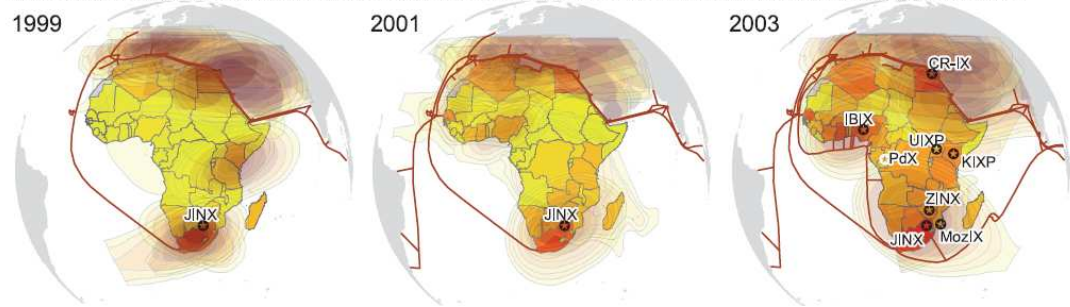 1999
2001
2003
CR-IX
IBIX
UIXP
PdX
KIXP
ZINX
JINX
JINX
JINX
MozIX